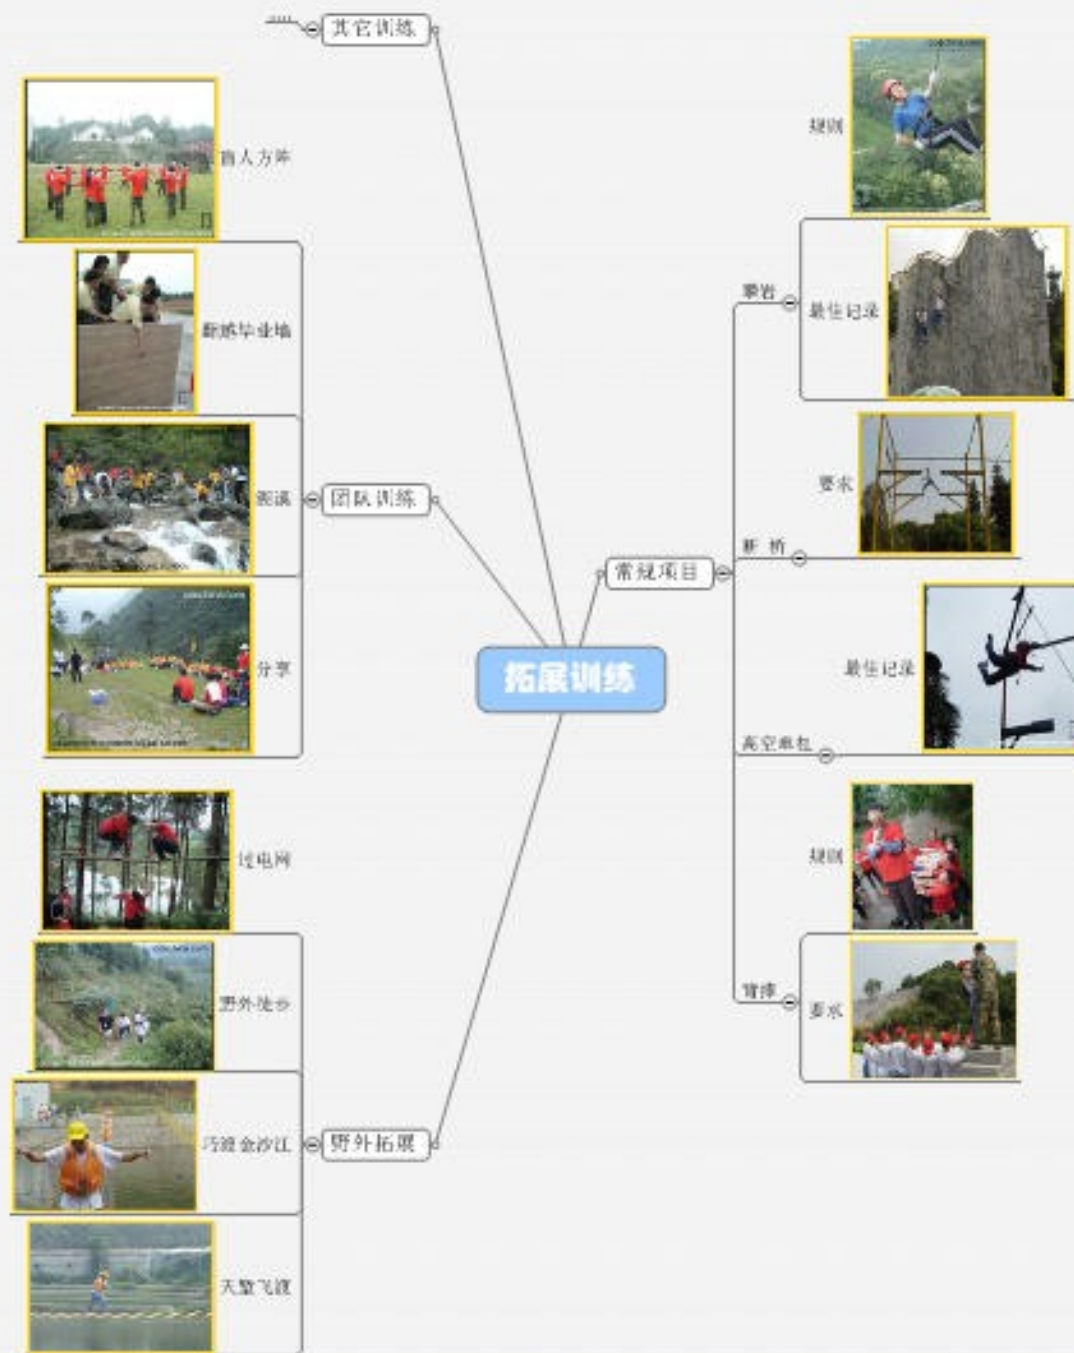 其它训练
盲人方阵
翻越毕业墙
溯溪
团队训练
分享
过电网
野外徒步
巧渡金沙江
野外拓展
天堑飞渡
拓展训练
常规项目
规则
攀岩
最佳记录
要求
断 桥
最佳记录
高空单杠
规则
背摔
要求